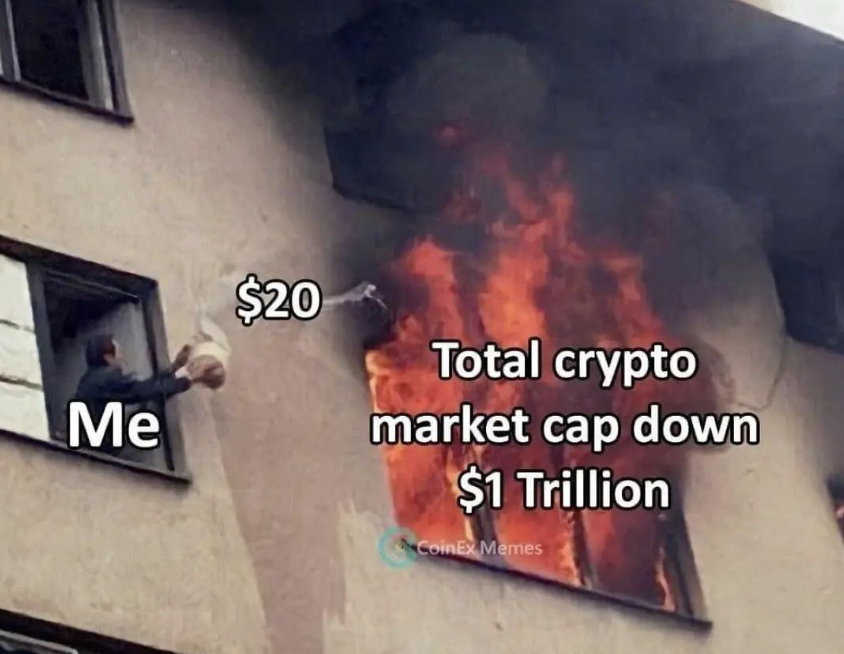 $20
Me
Total crypto
market cap down
$1 Trillion
CoinEx Memes